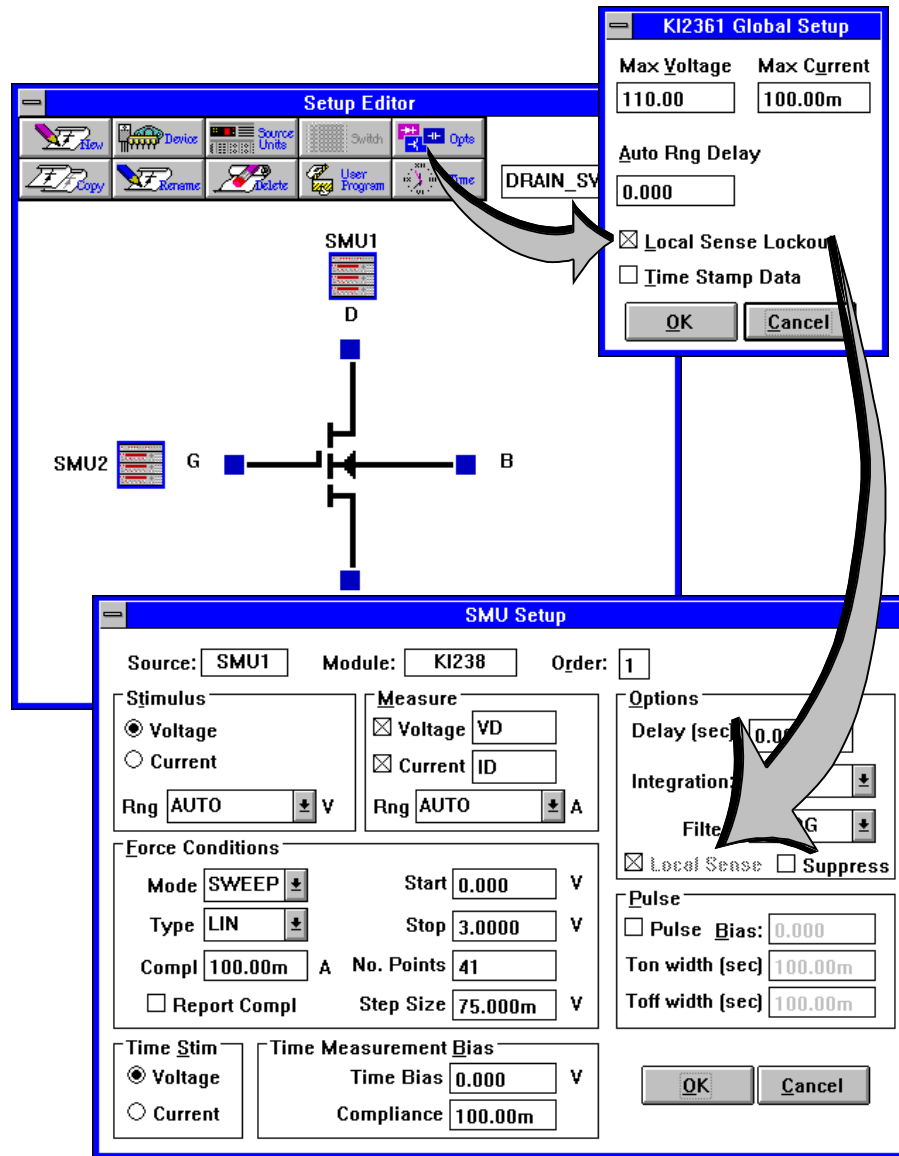 KI2361 Global Setup
Max Voltage Max Current
110.00 100.00m
Auto Rng Delay
0.000
Local Sense Lockout
Time Stamp Data
OK Cancel
Setup Editor
New Device Source Units Switch Opts
Copy Rename Delete User Program Time
DRAIN_SV
SMU1
D
SMU2 G B
SMU Setup
Source: SMU1 Module: KI238 Order: 1
Stimulus
Voltage
Current
Rng AUTO V
Measure
Voltage VD
Current ID
Rng AUTO A
Options
Delay (sec)
Integration:
Local Sense Suppress
Force Conditions
Mode SWEEP Start 0.000 V
Type LIN Stop 3.0000 V
Compl 100.00m A No. Points 41
Report Compl Step Size 75.000m V
Pulse
Pulse Bias: 0.000
Ton width (sec) 100.00m
Toff width (sec) 100.00m
Time Stim
Voltage
Current
Time Measurement Bias
Time Bias 0.000 V
Compliance 100.00m
OK Cancel